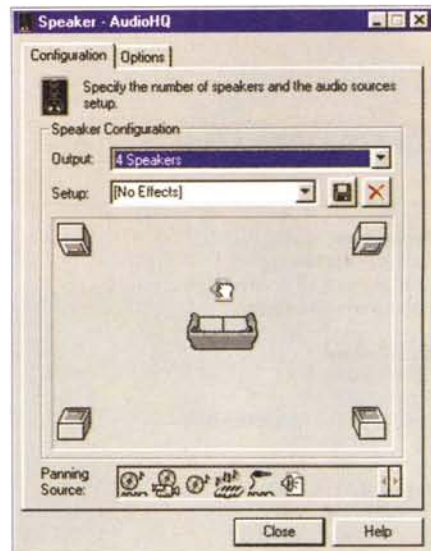 Speaker - AudioHQ
Configuration
Options
Specify the number of speakers and the audio sources
setup.
Speaker Configuration
Output:
4 Speakers
Setup:
[No Effects]
Panning
Source:
Close
Help